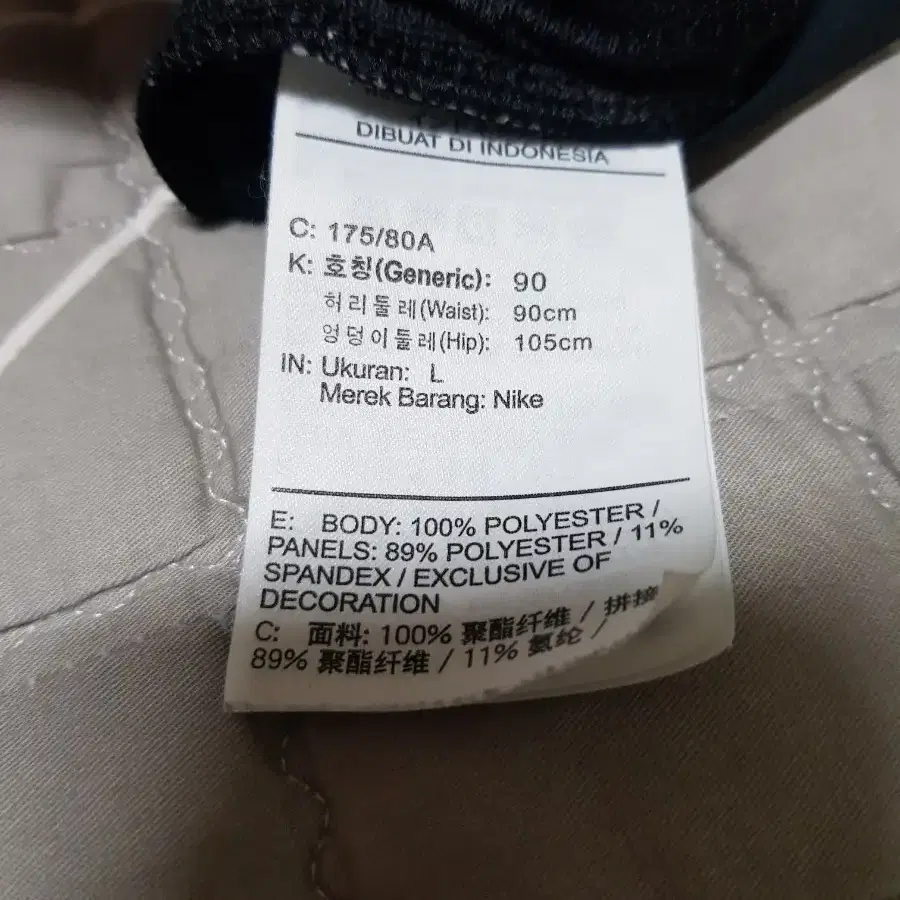 DIBUAT DI INDONESIA
C: 175/80A
K: 호칭(Generic): 90
허리둘레(Waist): 90cm
엉덩이둘레(Hip): 105cm
IN: Ukuran: L
Merek Barang: Nike
E: BODY: 100% POLYESTER /
PANELS: 89% POLYESTER / 11%
SPANDEX / EXCLUSIVE OF
DECORATION
C: 面料: 100% 聚酯纤维 / 拼接
89% 聚酯纤维 / 11% 氨纶 /